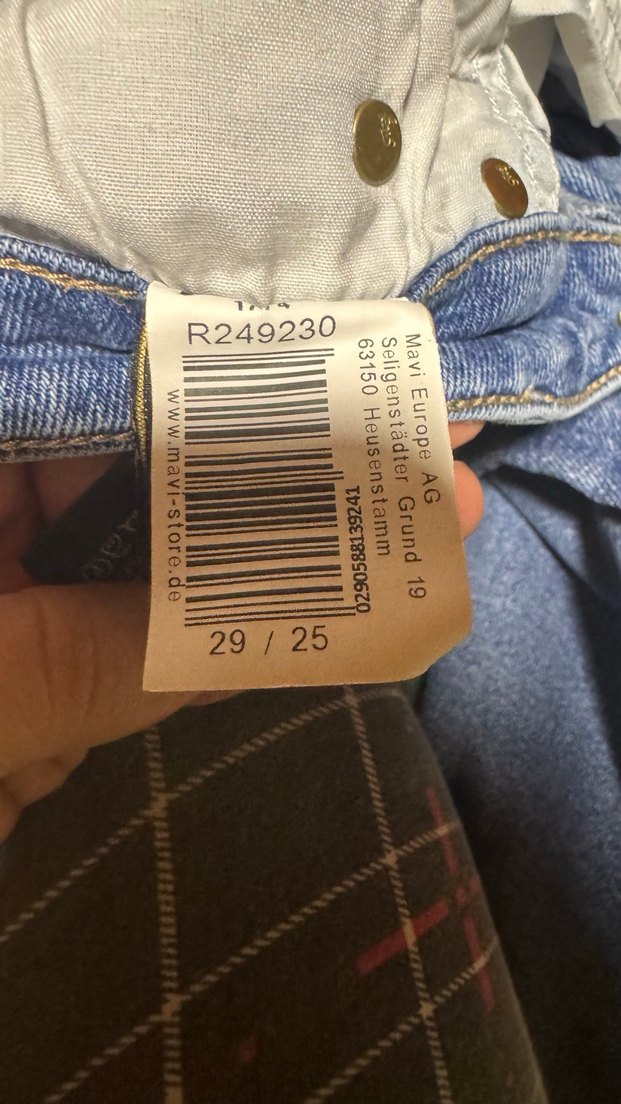 R249230
www.mavi-store.de
0290588139241
Mavi Europe AG
Seligenstädter Grund 19
63150 Heusenstamm
29 / 25